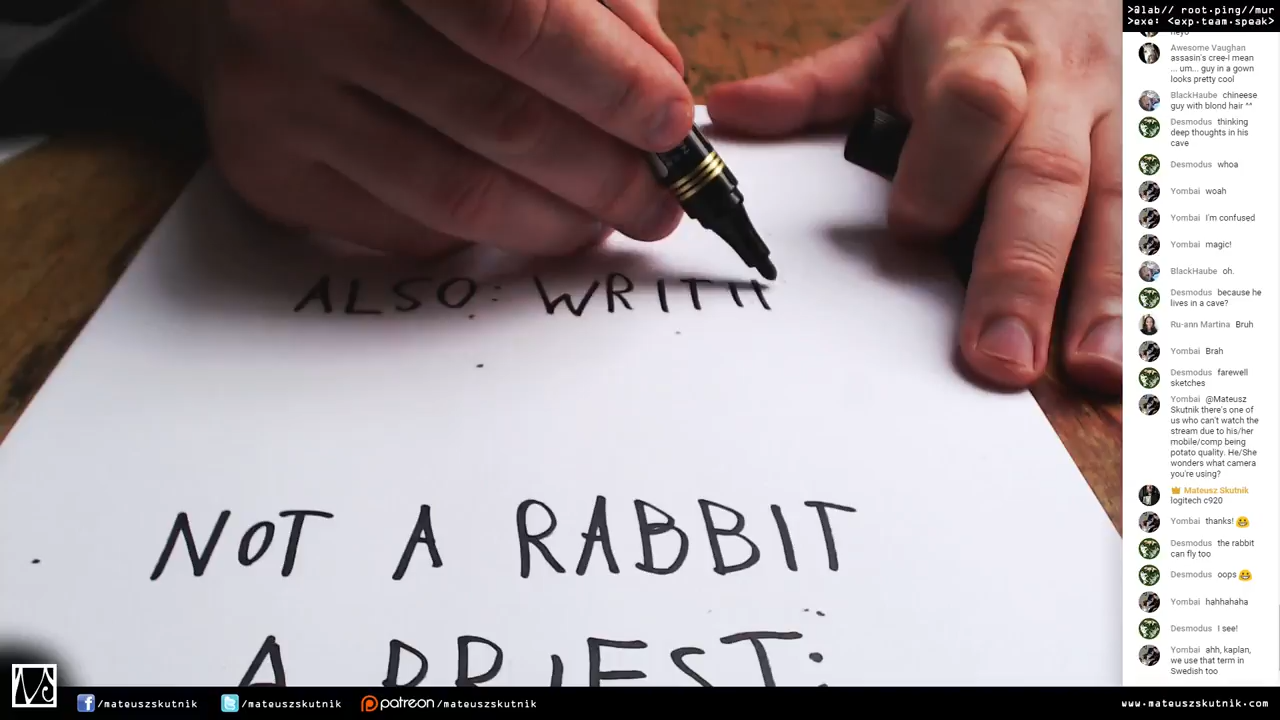 ALSO: WRITI
NOT A RABBIT
A PRIEST:
>@lab// root.ping//mur
>exe: <exp.team.speak>
heyo
Awesome Vaughan assasin's cree-I mean
... um... guy in a gown
looks pretty cool
BlackHaube chineese
guy with blond hair ^^
Desmodus thinking
deep thoughts in his
cave
Desmodus whoa
Yombai woah
Yombai I'm confused
Yombai magic!
BlackHaube oh.
Desmodus because he
lives in a cave?
Ru-ann Martina Bruh
Yombai Brah
Desmodus farewell
sketches
Yombai @Mateusz
Skutnik there's one of
us who can't watch the
stream due to his/her
mobile/comp being
potato quality. He/She
wonders what camera
you're using?
Mateusz Skutnik
logitech c920
Yombai thanks!
Desmodus the rabbit
can fly too
Desmodus oops
Yombai hahhahaha
Desmodus I see!
Yombai ahh, kaplan,
we use that term in
Swedish too
/mateuszskutnik /mateuszskutnik patreon /mateuszskutnik www.mateuszskutnik.com